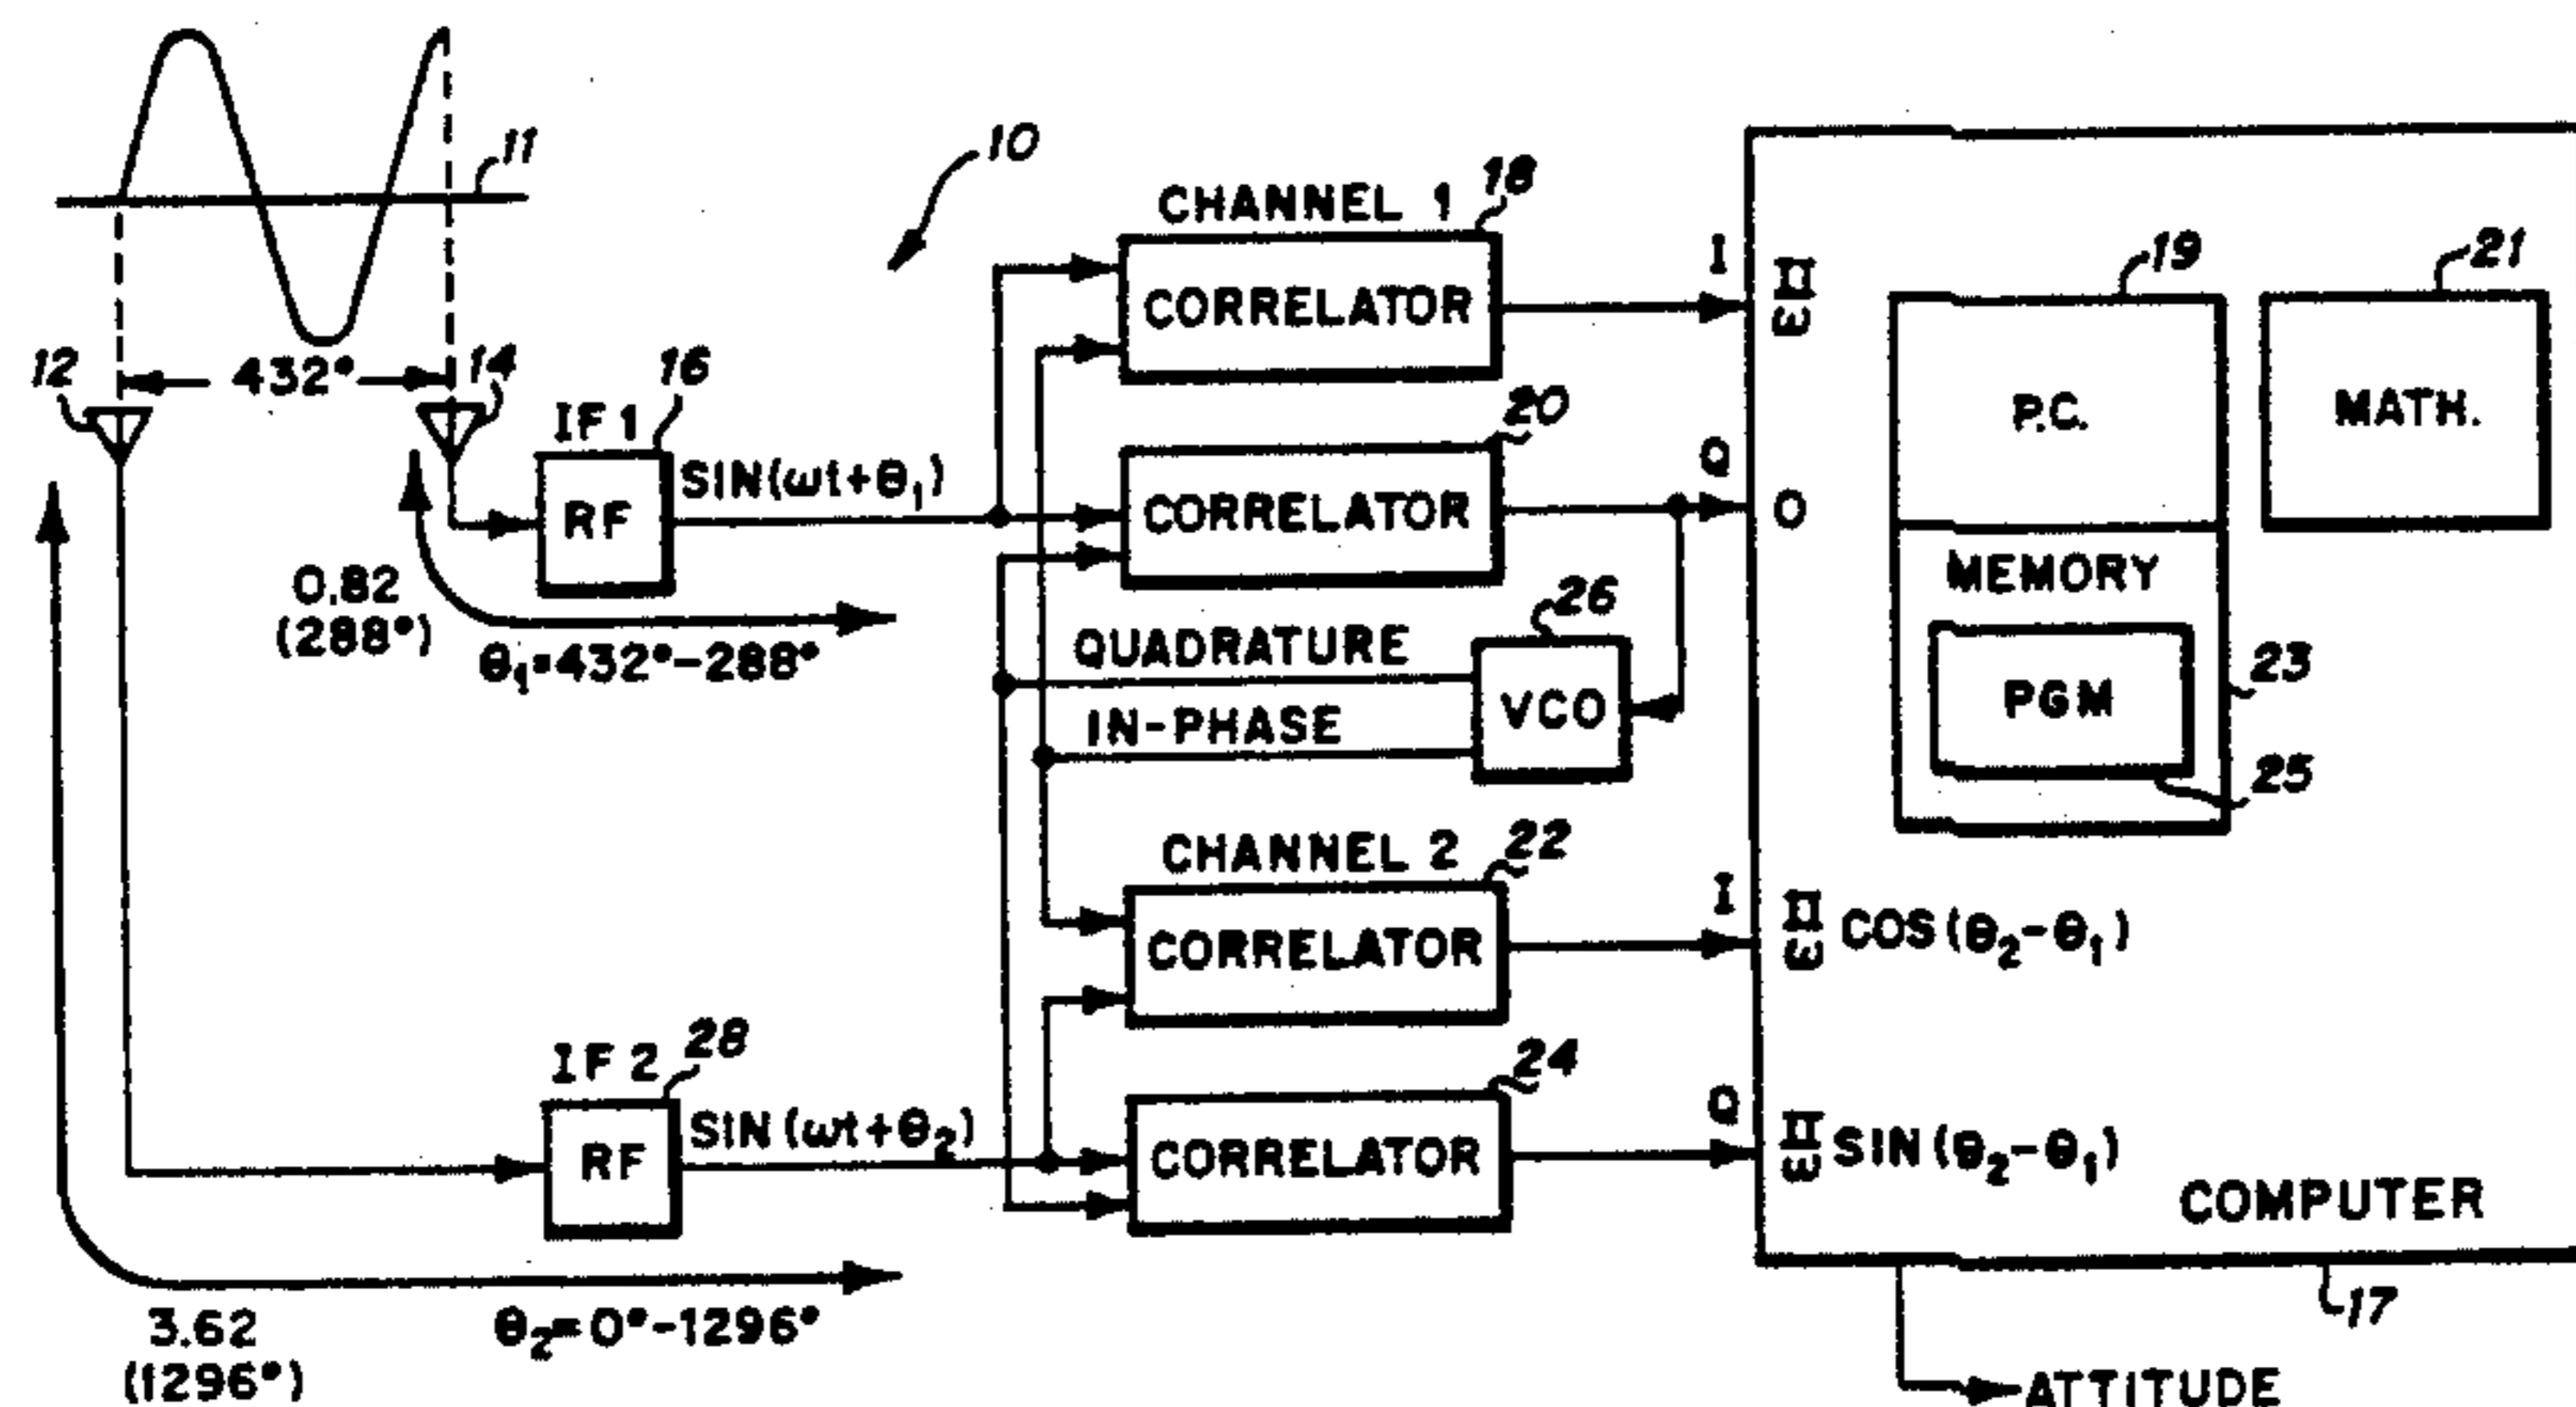 11
10
12
432°
14
IF 1
16
RF
SIN(ωt+θ₁)
0.82
(288°)
θ₁=432°-288°
CHANNEL 1
18
CORRELATOR
I
Π
ω
20
CORRELATOR
Q
0
QUADRATURE
IN-PHASE
26
VCO
CHANNEL 2
22
CORRELATOR
I
Π
ω COS(θ₂-θ₁)
24
CORRELATOR
Q
Π
ω SIN(θ₂-θ₁)
IF 2
28
RF
SIN(ωt+θ₂)
3.62
(1296°)
θ₂=0°-1296°
19
P.C.
21
MATH.
MEMORY
PGM
23
25
COMPUTER
17
ATTITUDE